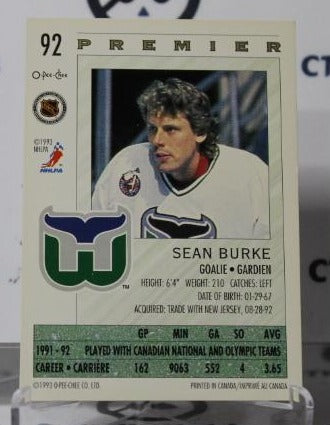 92 PREMIER
O-PEE-CHEE
©1993
NHLPA
NHLPA
SEAN BURKE
GOALIE • GARDIEN
HEIGHT: 6'4" WEIGHT: 210 CATCHES: LEFT
DATE OF BIRTH: 01-29-67
ACQUIRED: TRADE WITH NEW JERSEY, 08-28-92
TM
GP MIN GA SO AVG
1991 - 92 PLAYED WITH CANADIAN NATIONAL AND OLYMPIC TEAMS
CAREER • CARRIÈRE 162 9063 552 4 3.65
©1993 O-PEE-CHEE CO. LTD. PRINTED IN CANADA/IMPRIMÉ AU CANADA